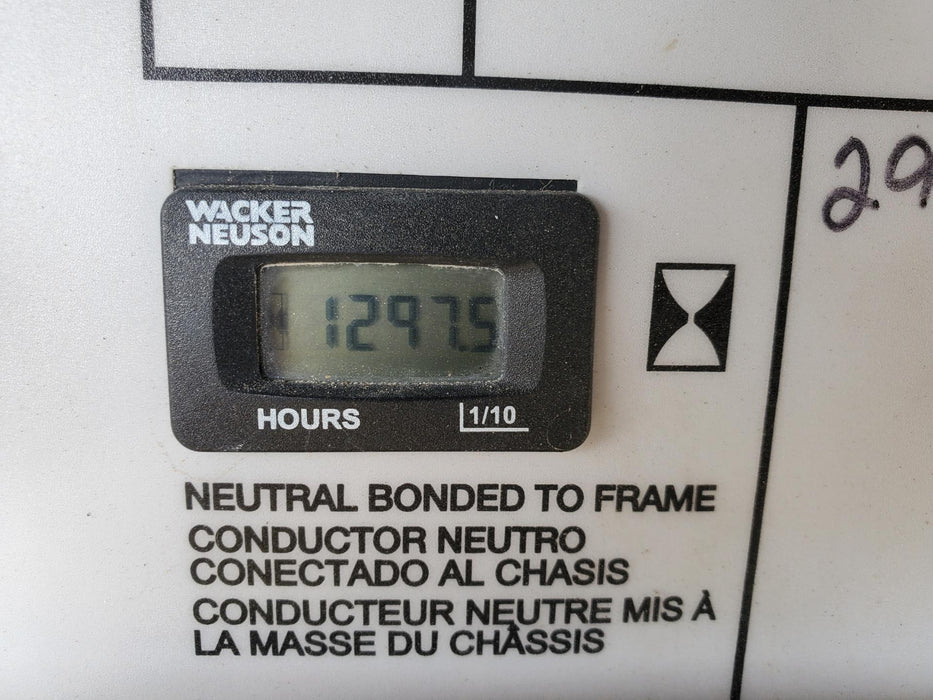 WACKER
NEUSON
1297.5
HOURS
1/10
29
NEUTRAL BONDED TO FRAME
CONDUCTOR NEUTRO
CONECTADO AL CHASIS
CONDUCTEUR NEUTRE MIS À
LA MASSE DU CHÂSSIS